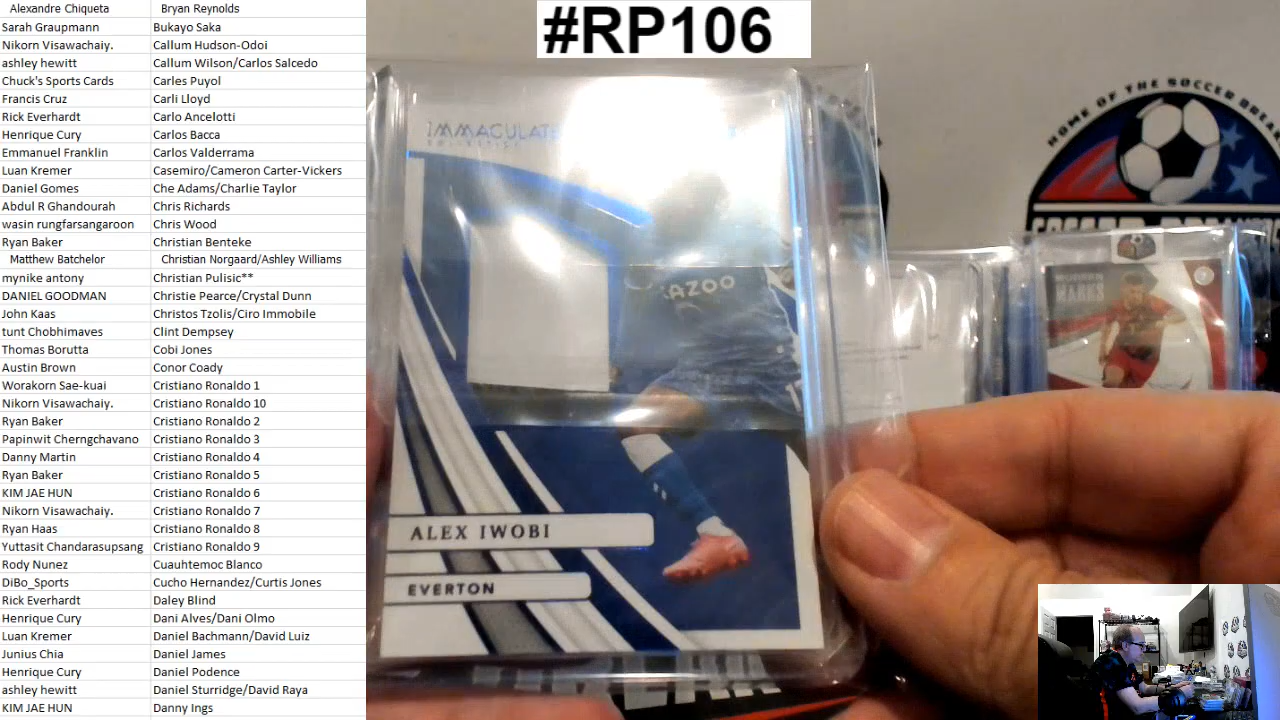 Alexandre Chiqueta Bryan Reynolds
Sarah Graupmann Bukayo Saka
Nikorn Visawachaiy. Callum Hudson-Odoi
ashley hewitt Callum Wilson/Carlos Salcedo
Chuck's Sports Cards Carles Puyol
Francis Cruz Carli Lloyd
Rick Everhardt Carlo Ancelotti
Henrique Cury Carlos Bacca
Emmanuel Franklin Carlos Valderrama
Luan Kremer Casemiro/Cameron Carter-Vickers
Daniel Gomes Che Adams/Charlie Taylor
Abdul R Ghandourah Chris Richards
wasin rungfarsangaroon Chris Wood
Ryan Baker Christian Benteke
Matthew Batchelor Christian Norgaard/Ashley Williams
mynike antony Christian Pulisic**
DANIEL GOODMAN Christie Pearce/Crystal Dunn
John Kaas Christos Tzolis/Ciro Immobile
tunt Chobhimaves Clint Dempsey
Thomas Borutta Cobi Jones
Austin Brown Conor Coady
Worakorn Sae-kuai Cristiano Ronaldo 1
Nikorn Visawachaiy. Cristiano Ronaldo 10
Ryan Baker Cristiano Ronaldo 2
Papinwit Cherngchavano Cristiano Ronaldo 3
Danny Martin Cristiano Ronaldo 4
Ryan Baker Cristiano Ronaldo 5
KIM JAE HUN Cristiano Ronaldo 6
Nikorn Visawachaiy. Cristiano Ronaldo 7
Ryan Haas Cristiano Ronaldo 8
Yuttasit Chandarasupsang Cristiano Ronaldo 9
Rody Nunez Cuauhtemoc Blanco
DiBo_Sports Cucho Hernandez/Curtis Jones
Rick Everhardt Daley Blind
Henrique Cury Dani Alves/Dani Olmo
Luan Kremer Daniel Bachmann/David Luiz
Junius Chia Daniel James
Henrique Cury Daniel Podence
ashley hewitt Daniel Sturridge/David Raya
KIM JAE HUN Danny Ings
#RP106
IMMACULATE
COLLECTION
CAZOO
ALEX IWOBI
EVERTON
HOME OF THE SOCCER
SOCCER
MARKS